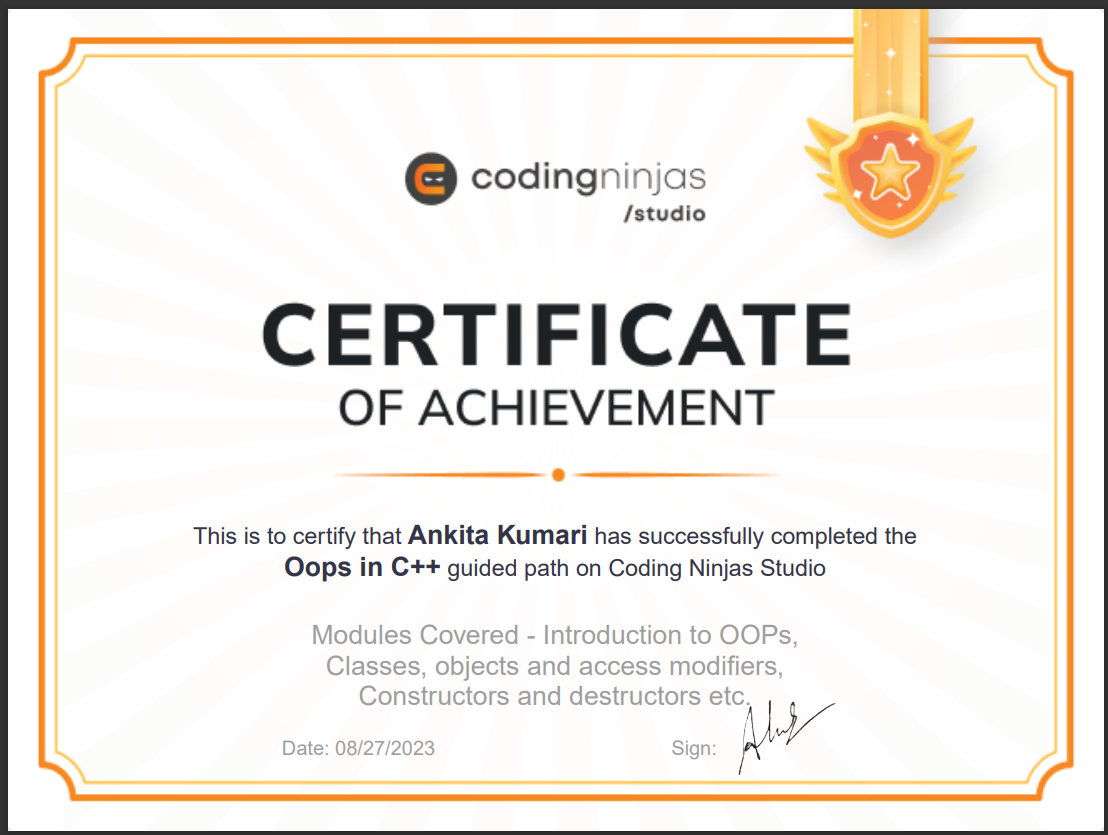 codingninjas
/studio
CERTIFICATE
OF ACHIEVEMENT
This is to certify that Ankita Kumari has successfully completed the
Oops in C++ guided path on Coding Ninjas Studio
Modules Covered - Introduction to OOPs,
Classes, objects and access modifiers,
Constructors and destructors etc.
Date: 08/27/2023
Sign: